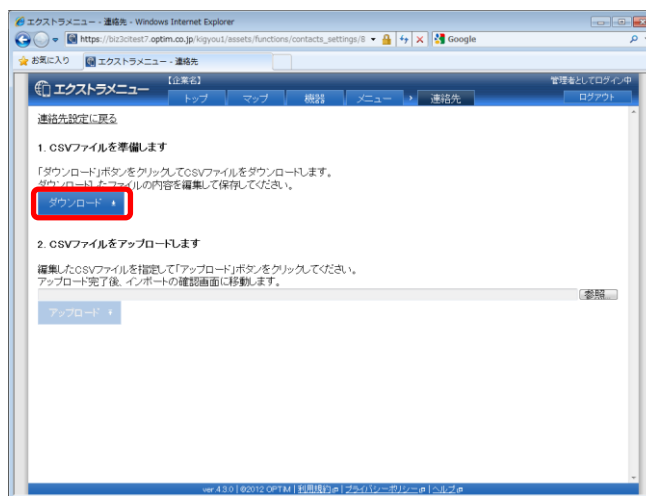 エクストラメニュー - 連絡先 - Windows Internet Explorer
https://biz3citest7.optim.co.jp/kigyou1/assets/functions/contacts_settings/8
Google
お気に入り
エクストラメニュー - 連絡先
エクストラメニュー
【企業名】
管理者としてログイン中
トップ
マップ
機器
メニュー
連絡先
ログアウト
連絡先設定に戻る
1. CSVファイルを準備します
「ダウンロード」ボタンをクリックしてCSVファイルをダウンロードします。
ダウンロードしたファイルの内容を編集して保存してください。
ダウンロード
2. CSVファイルをアップロードします
編集したCSVファイルを指定して「アップロード」ボタンをクリックしてください。
アップロード完了後、インポートの確認画面に移動します。
参照...
アップロード
ver.4.3.0 | ©2012 OPTiM | 利用規約 | プライバシーポリシー | ヘルプ